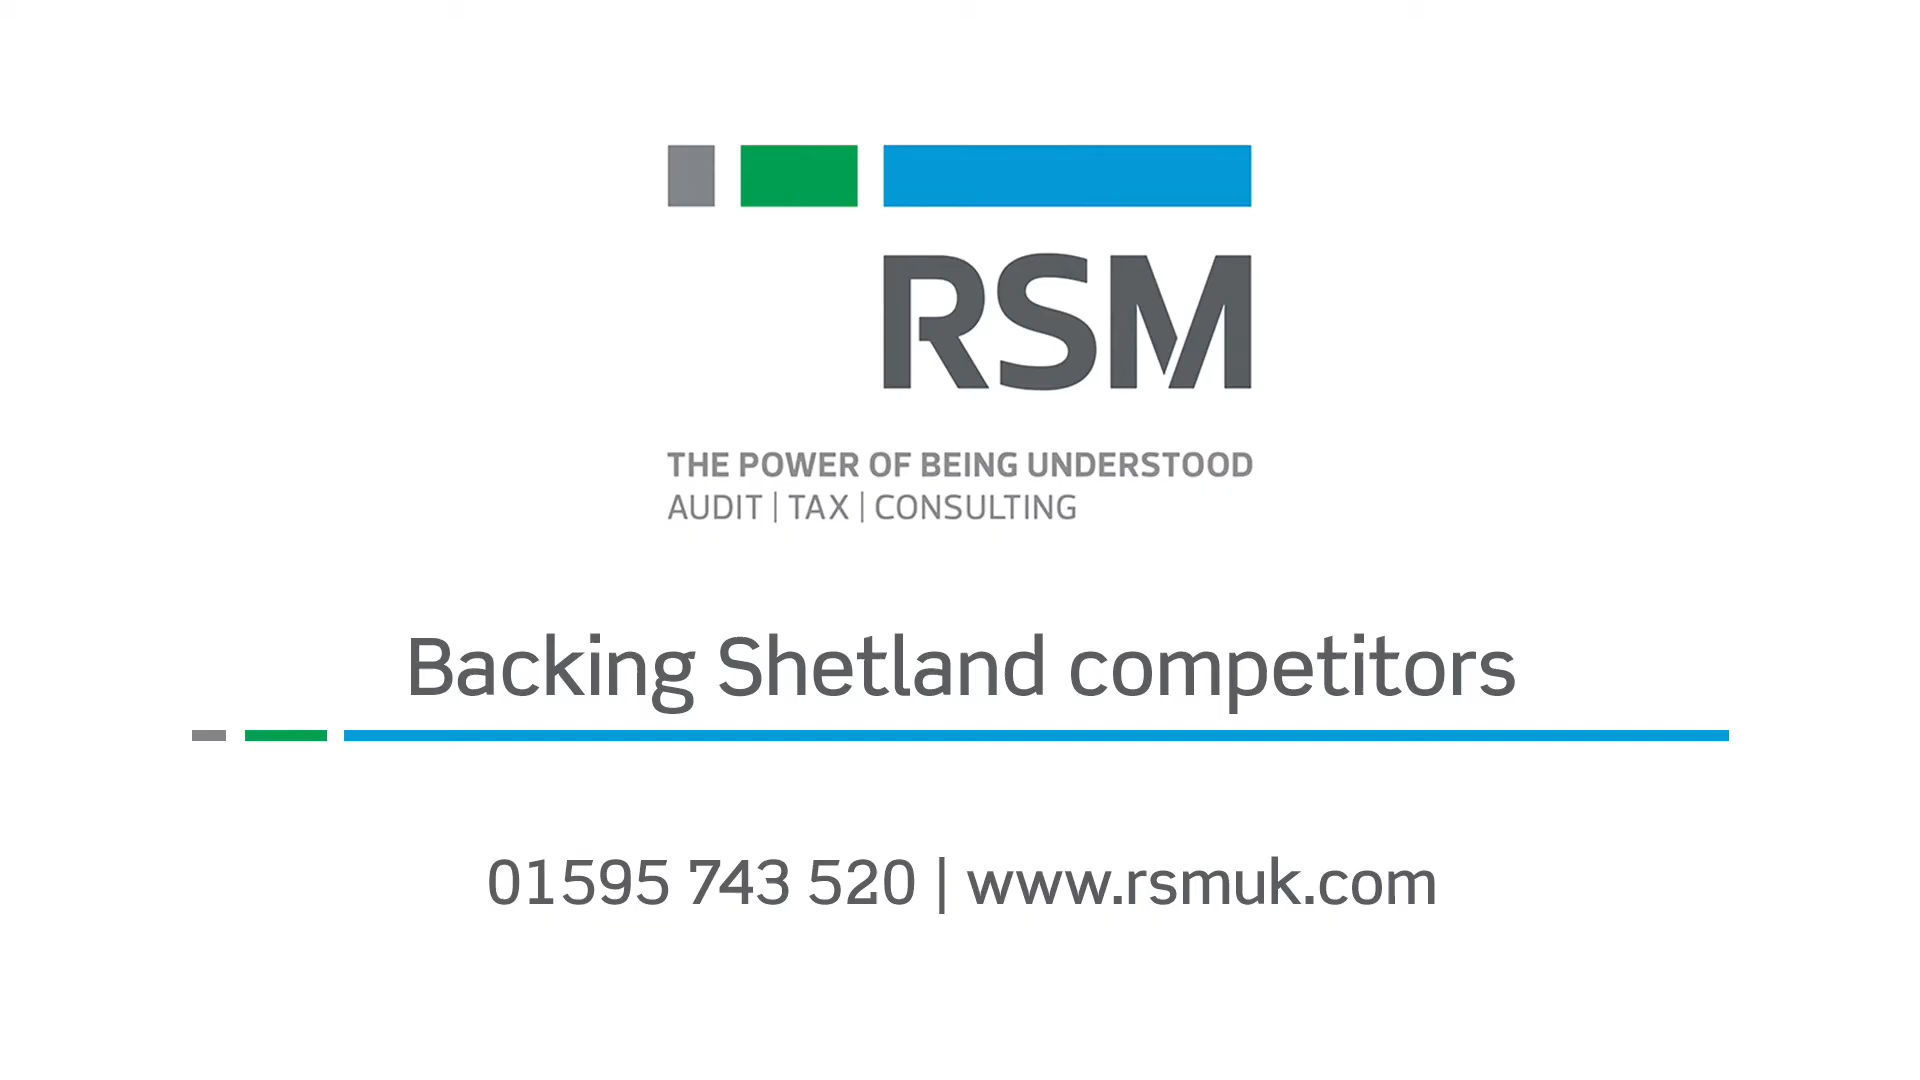 RSM
THE POWER OF BEING UNDERSTOOD
AUDIT | TAX | CONSULTING
Backing Shetland competitors
01595 743 520 | www.rsmuk.com